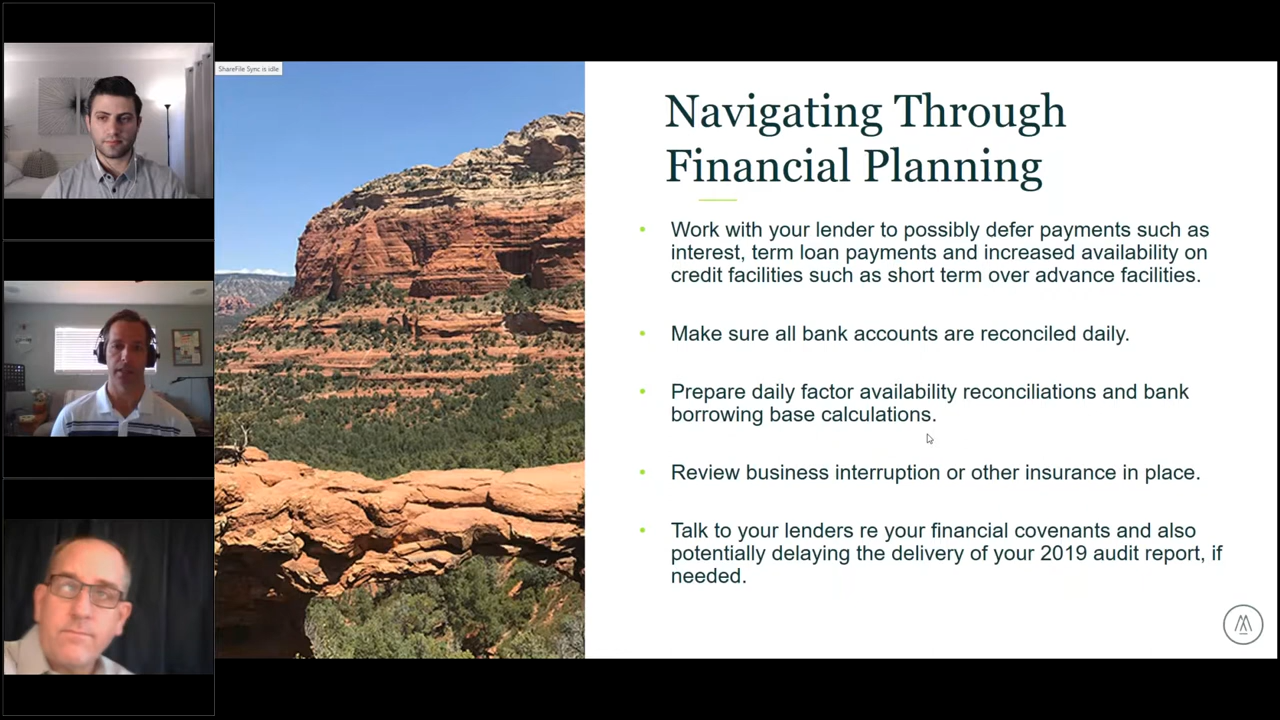 ShareFile Sync is idle
Navigating Through
Financial Planning
• Work with your lender to possibly defer payments such as
interest, term loan payments and increased availability on
credit facilities such as short term over advance facilities.
• Make sure all bank accounts are reconciled daily.
• Prepare daily factor availability reconciliations and bank
borrowing base calculations.
• Review business interruption or other insurance in place.
• Talk to your lenders re your financial covenants and also
potentially delaying the delivery of your 2019 audit report, if
needed.